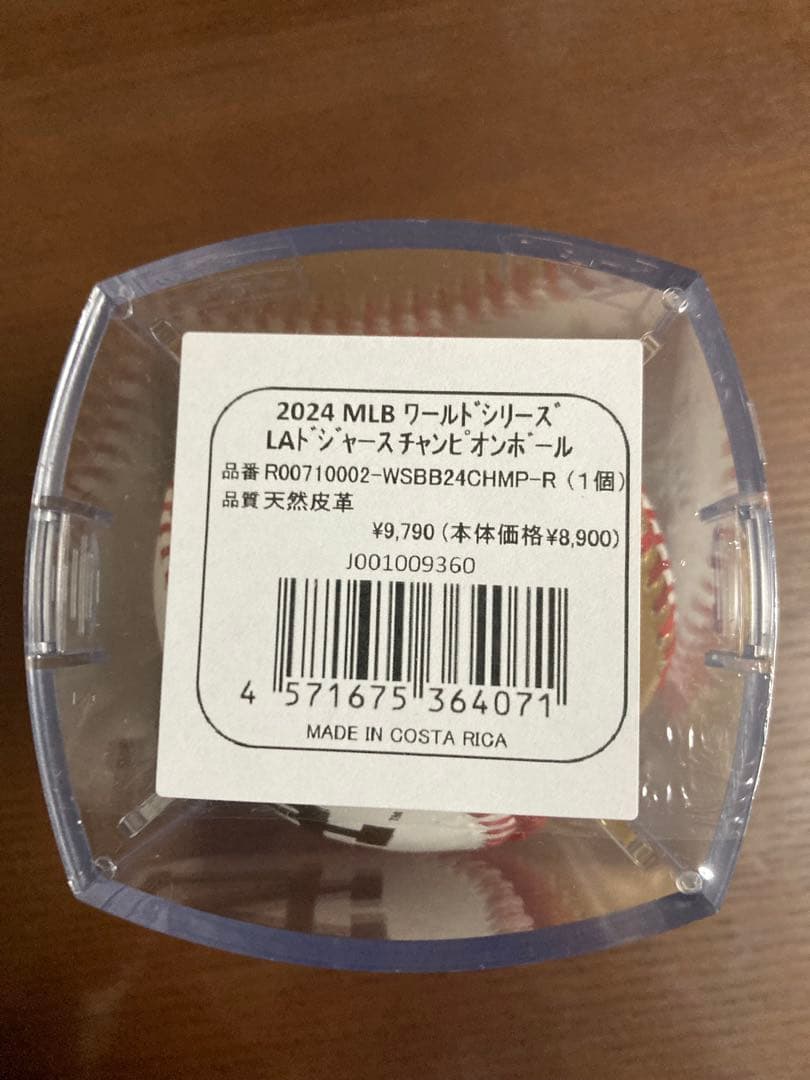 2024 MLB ワールドシリーズ
LAドジャースチャンピオンボール
品番 R00710002-WSBB24CHMP-R (1個)
品質 天然皮革
¥9,790 (本体価格¥8,900)
J001009360
4 571675 364071
MADE IN COSTA RICA
TM